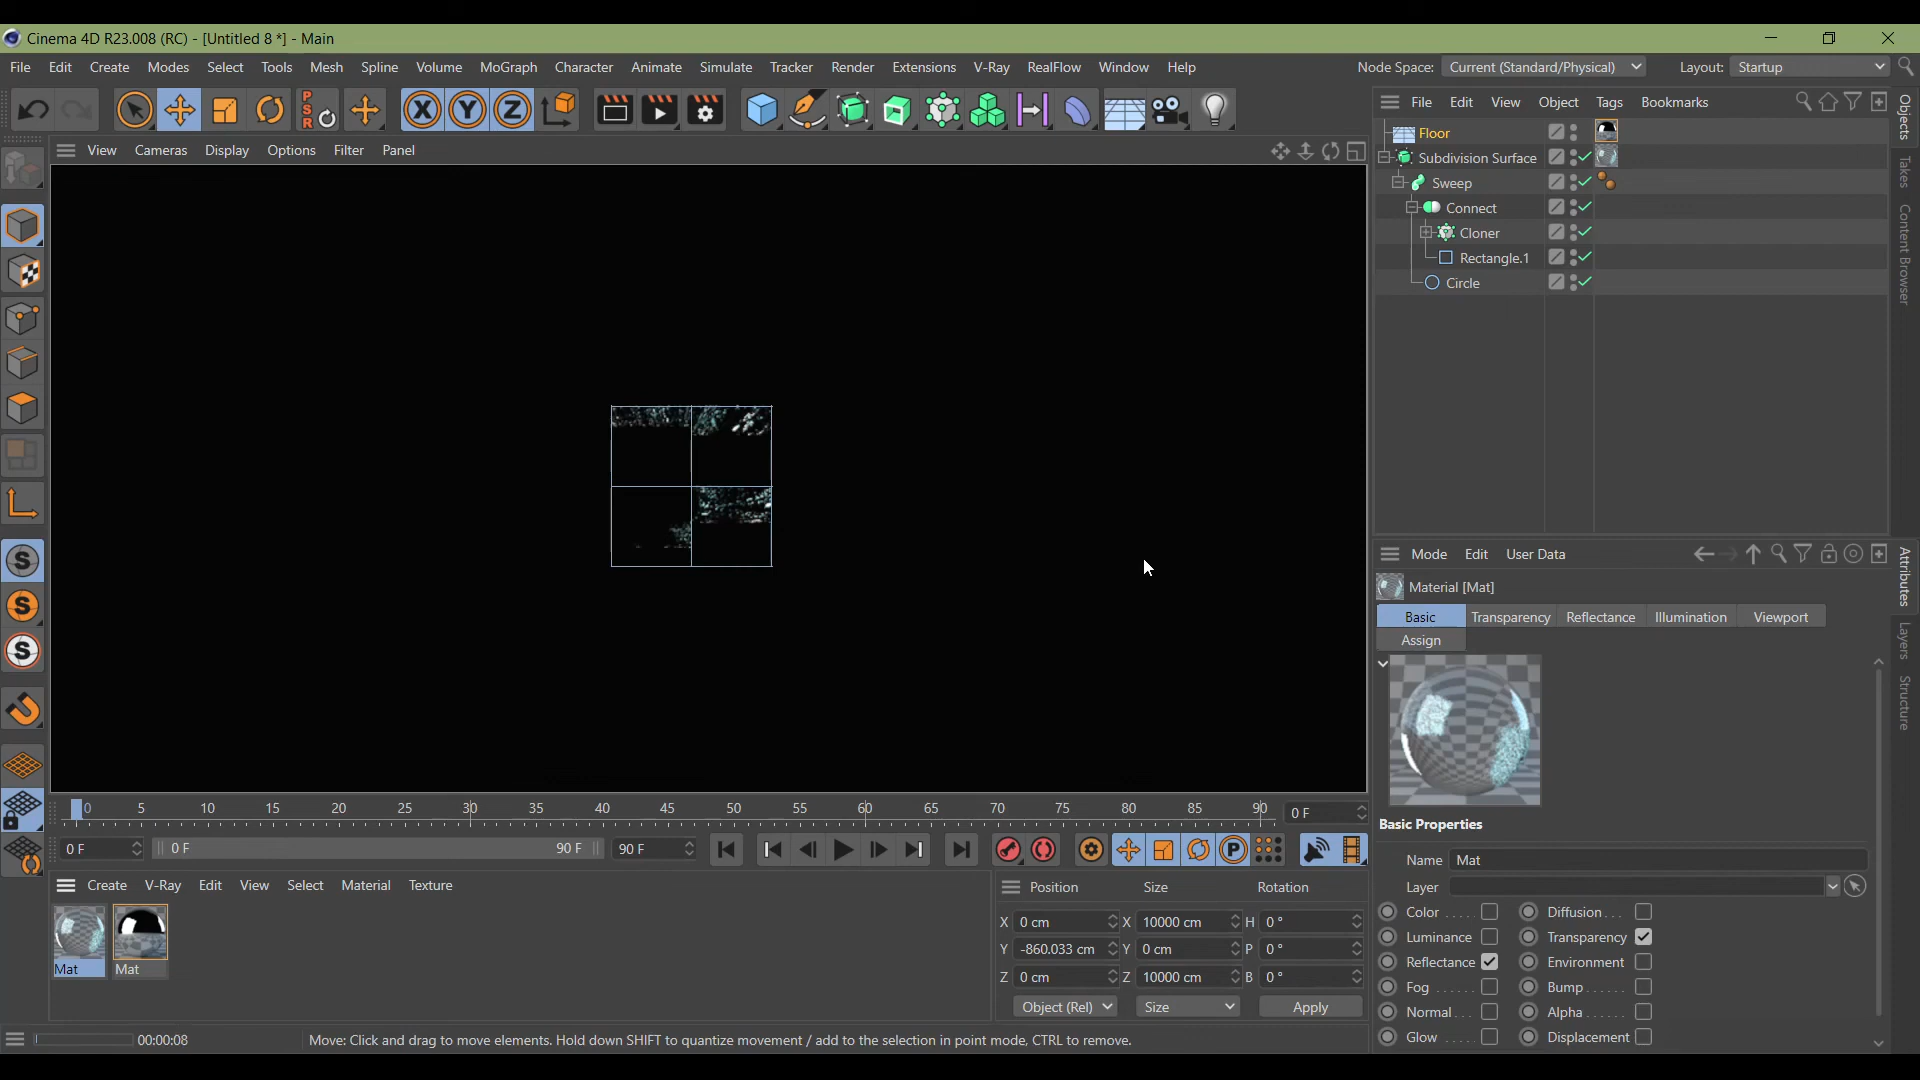 Cinema 4D R23.008 (RC) - [Untitled 8 *] - Main
File Edit Create Modes Select Tools Mesh Spline Volume MoGraph Character Animate Simulate Tracker Render Extensions V-Ray RealFlow Window Help Node Space: Current (Standard/Physical) Layout: Startup
PSR X Y Z
File Edit View Object Tags Bookmarks
View Cameras Display Options Filter Panel
Floor
Subdivision Surface
Sweep
Connect
Cloner
Rectangle.1
Circle
Objects
Takes
Content Browser
S
S
S
Mode Edit User Data
Material [Mat]
Basic Transparency Reflectance Illumination Viewport
Assign
Attributes
Layers
Structure
Basic Properties
Name Mat
Layer
Color ..... Diffusion...
Luminance Transparency
Reflectance Environment
Fog ....... Bump......
Normal.... Alpha ......
Glow ..... Displacement
0 5 10 15 20 25 30 35 40 45 50 55 60 65 70 75 80 85 90 0 F
0 F 0 F 90 F 90 F
P
Create V-Ray Edit View Select Material Texture
Mat Mat
Position Size Rotation
X 0 cm X 10000 cm H 0 °
Y -860.033 cm Y 0 cm P 0 °
Z 0 cm Z 10000 cm B 0 °
Object (Rel) Size Apply
00:00:08 Move: Click and drag to move elements. Hold down SHIFT to quantize movement / add to the selection in point mode, CTRL to remove.